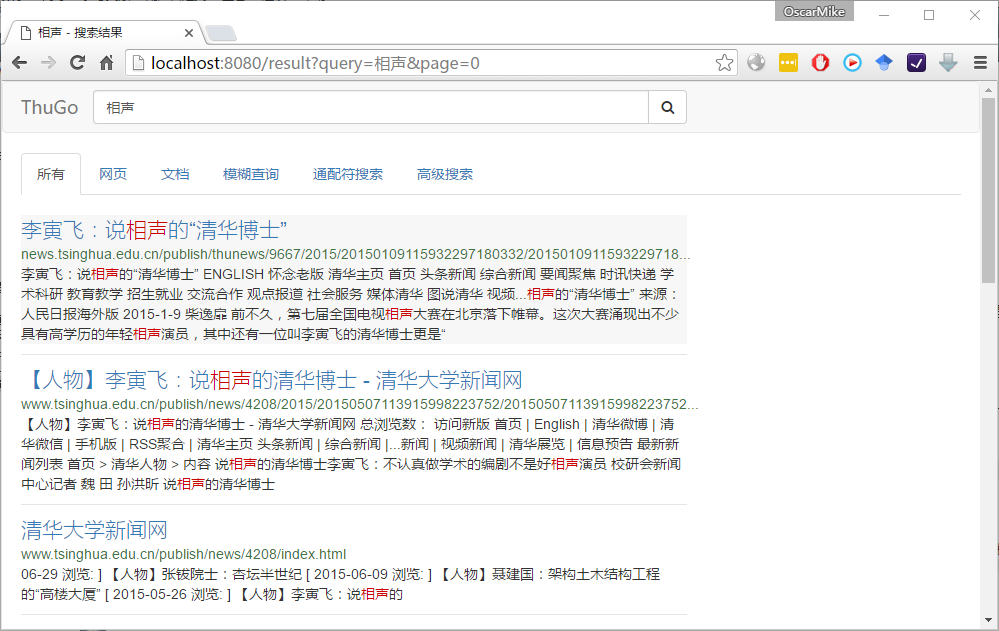 OscarMike
相声 - 搜索结果
localhost:8080/result?query=相声&page=0
ThuGo
相声
所有 网页 文档 模糊查询 通配符搜索 高级搜索
李寅飞：说相声的“清华博士”
news.tsinghua.edu.cn/publish/thunews/9667/2015/20150109115932297180332/20150109115932297​18...
李寅飞：说相声的“清华博士” ENGLISH 怀念老版 清华主页 首页 头条新闻 综合新闻 要闻聚焦 时讯快递 学
术科研 教育教学 招生就业 交流合作 观点报道 社会服务 媒体清华 图说清华 视频...相声的“清华博士” 来源：
人民日报海外版 2015-1-9 柴逸扉 前不久，第七届全国电视相声大赛在北京落下帷幕。这次大赛涌现出不少
具有高学历的年轻相声演员，其中还有一位叫李寅飞的清华博士更是“
【人物】李寅飞：说相声的清华博士 - 清华大学新闻网
www.tsinghua.edu.cn/publish/news/4208/2015/20150507113915998223752/20150507113915998223752...
【人物】李寅飞：说相声的清华博士 - 清华大学新闻网 总浏览数： 访问新版 首页 | English | 清华微博 | 清
华微信 | 手机版 | RSS聚合 | 清华主页 头条新闻 | 综合新闻 |...新闻 | 视频新闻 | 清华展览 | 信息预告 最新新
闻列表 首页 > 清华人物 > 内容 说相声的清华博士李寅飞：不认真做学术的编剧不是好相声演员 校研会新闻
中心记者 魏 田 孙洪昕 说相声的清华博士
清华大学新闻网
www.tsinghua.edu.cn/publish/news/4208/index.html
06-29 浏览: ] 【人物】张钹院士：杏坛半世纪 [ 2015-06-09 浏览: ] 【人物】聂建国：架构土木结构工程
的“高楼大厦” [ 2015-05-26 浏览: ] 【人物】李寅飞：说相声的